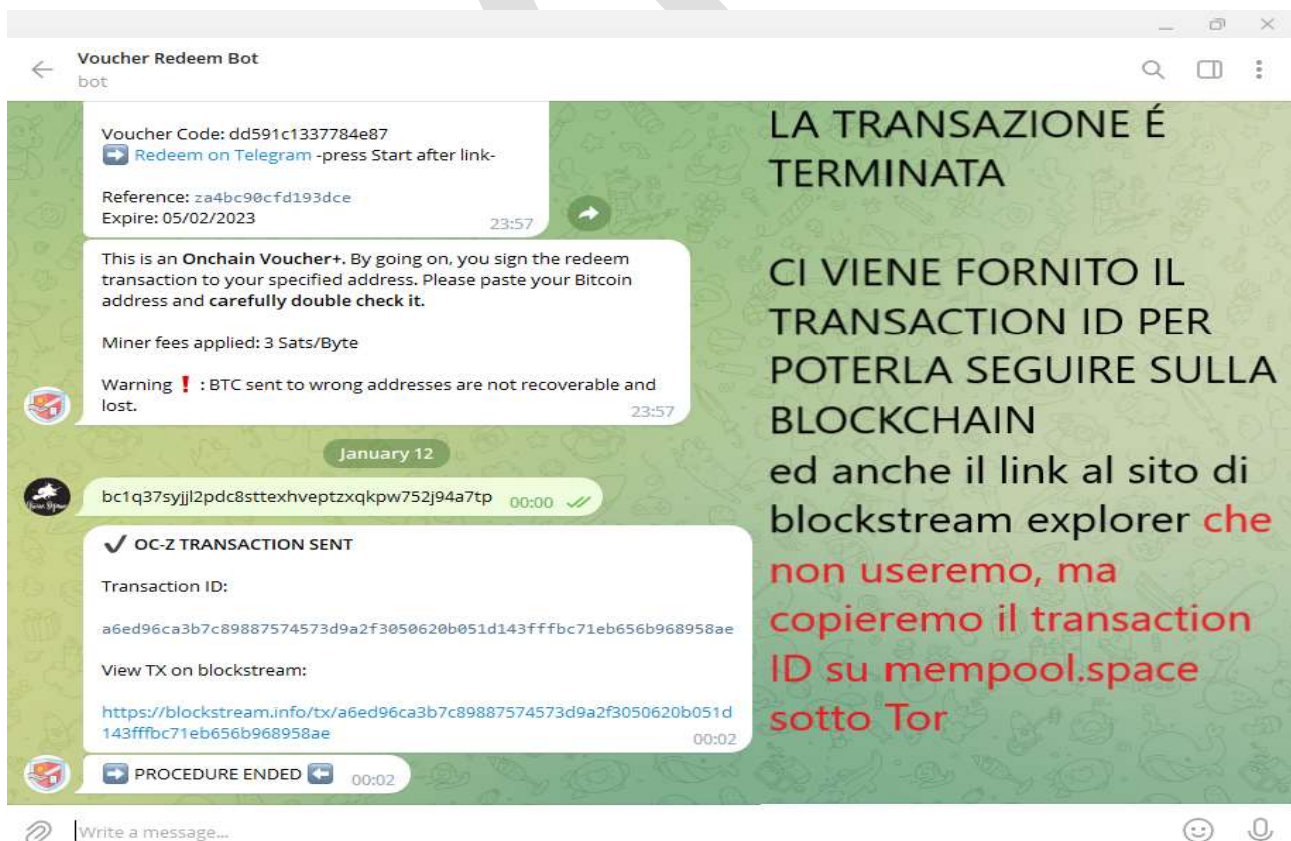 Voucher Redeem Bot
bot
Voucher Code: dd591c1337784e87
➡ Redeem on Telegram -press Start after link-
Reference: za4bc90cfd193dce
Expire: 05/02/2023
23:57
This is an Onchain Voucher+. By going on, you sign the redeem
transaction to your specified address. Please paste your Bitcoin
address and carefully double check it.
Miner fees applied: 3 Sats/Byte
Warning ❗ : BTC sent to wrong addresses are not recoverable and
lost.
23:57
January 12
bc1q37syjjl2pdc8sttexhveptzxqkpw752j94a7tp 00:00
✔ OC-Z TRANSACTION SENT
Transaction ID:
a6ed96ca3b7c89887574573d9a2f3050620b051d143fffbc71eb656b968958ae
View TX on blockstream:
https://blockstream.info/tx/a6ed96ca3b7c89887574573d9a2f3050620b051d
143fffbc71eb656b968958ae
00:02
➡ PROCEDURE ENDED ⬅ 00:02
Write a message...
LA TRANSAZIONE É
TERMINATA
CI VIENE FORNITO IL
TRANSACTION ID PER
POTERLA SEGUIRE SULLA
BLOCKCHAIN
ed anche il link al sito di
blockstream explorer che
non useremo, ma
copieremo il transaction
ID su mempool.space
sotto Tor